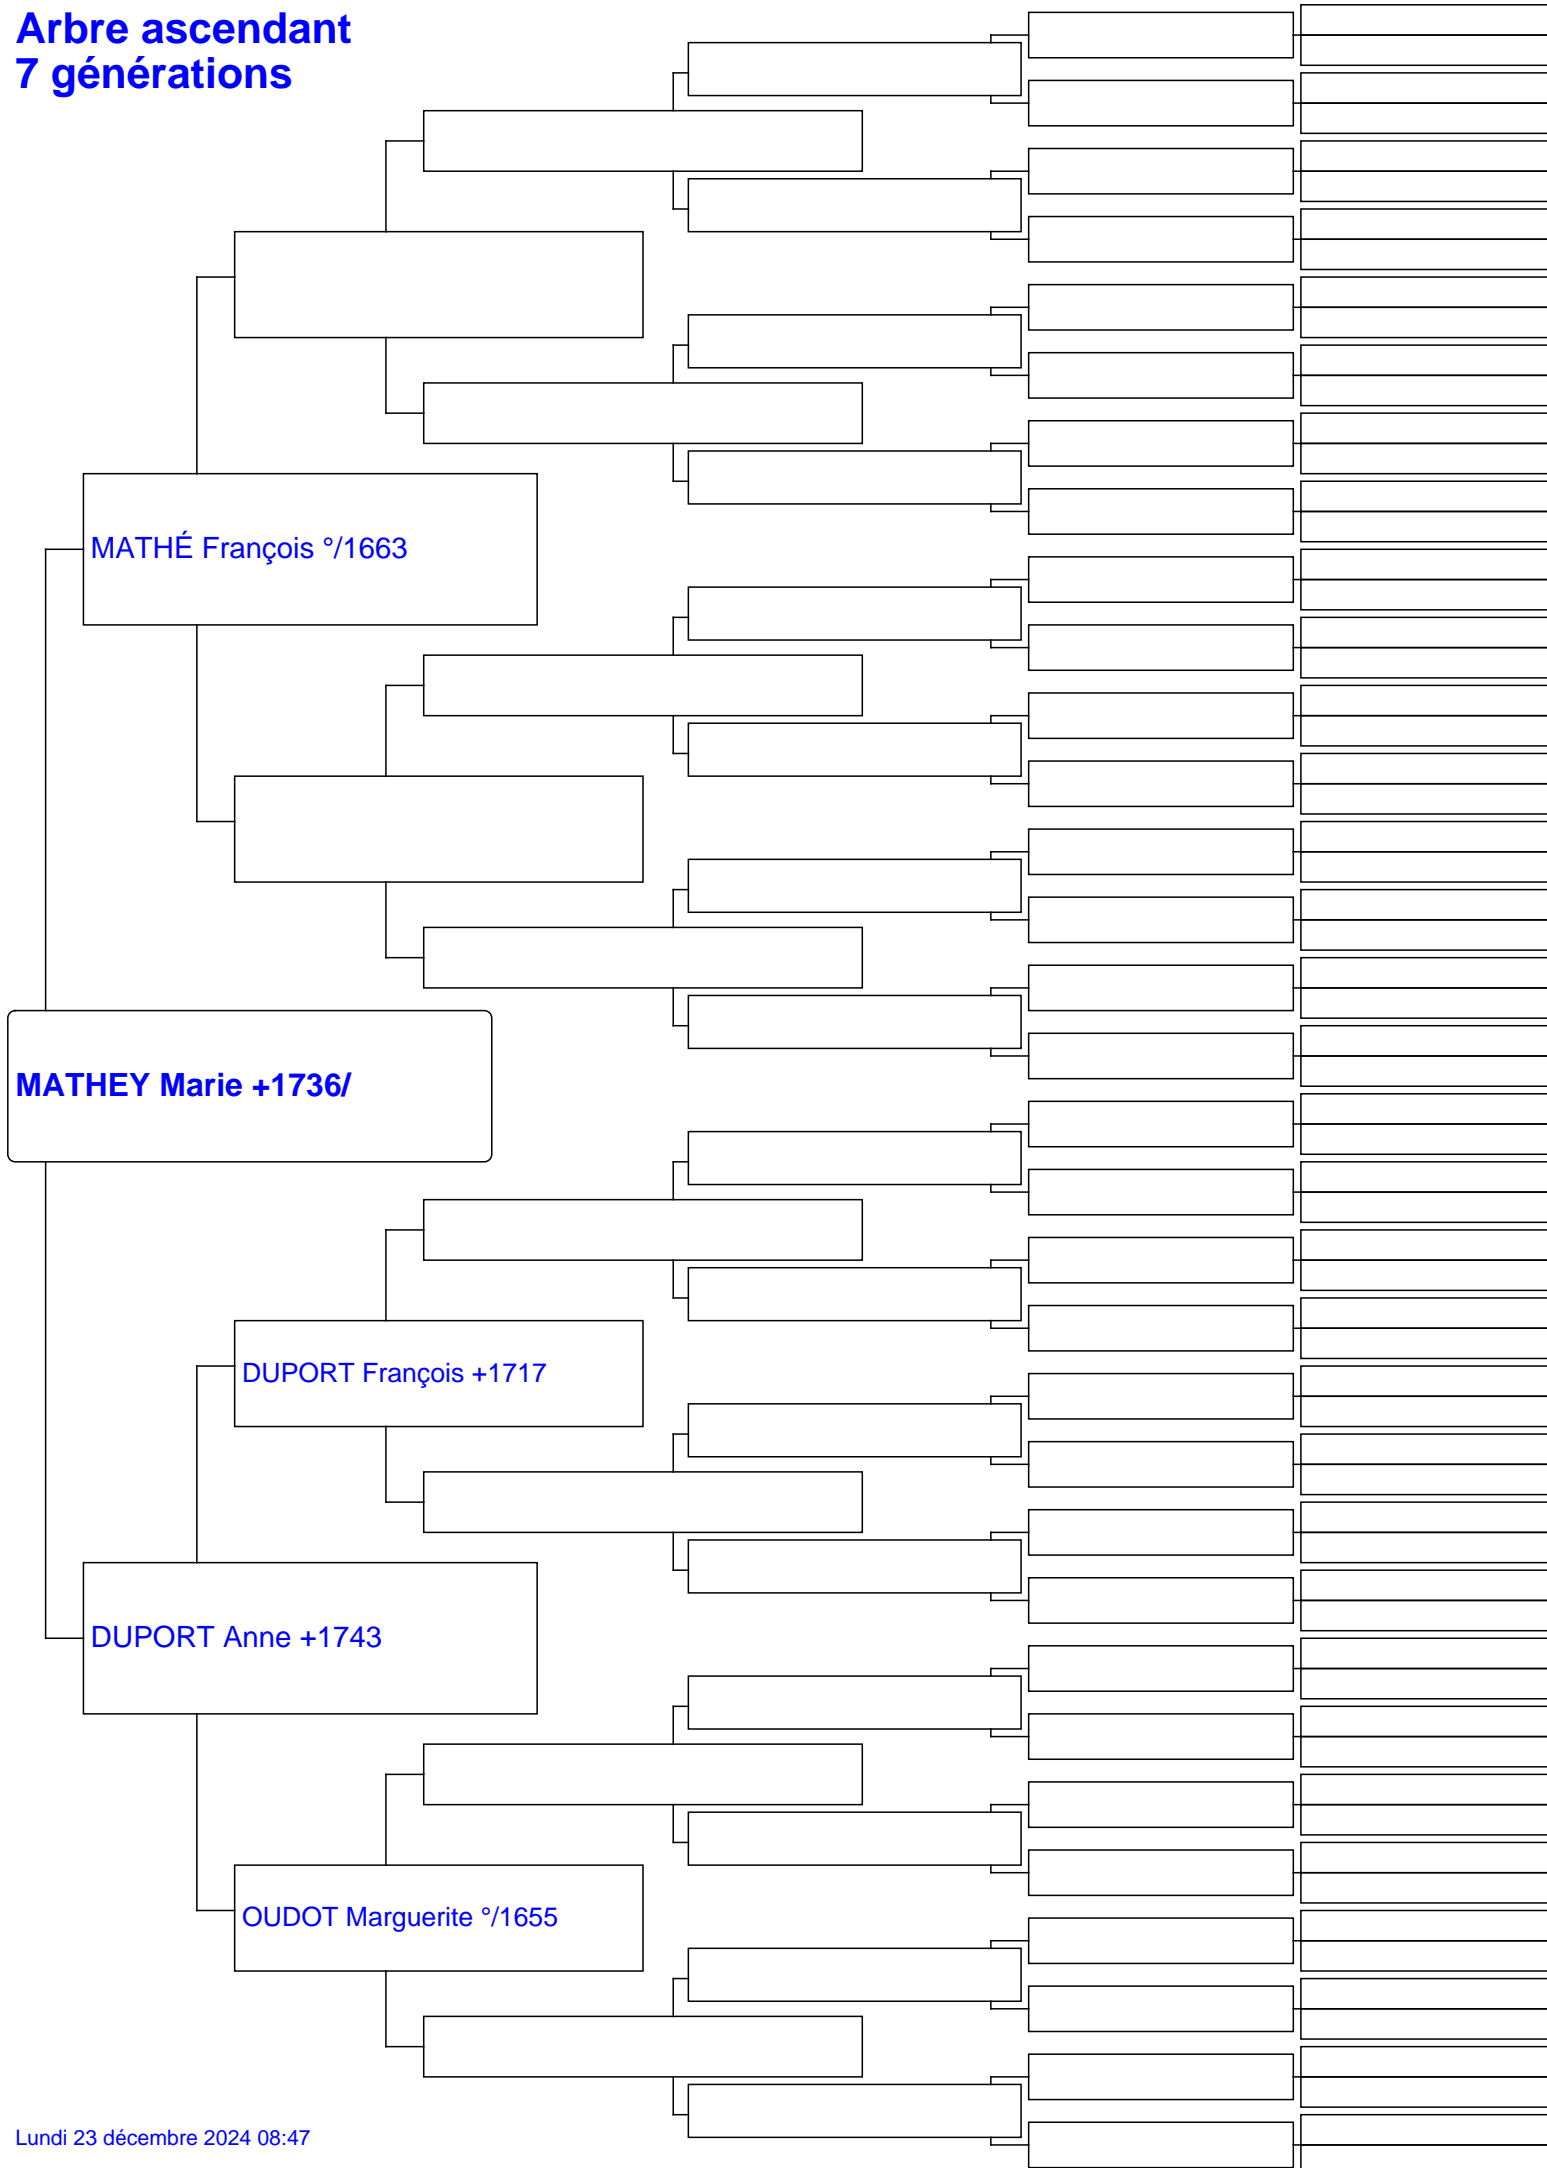 Arbre ascendant
7 générations
MATHÉ François °/1663
MATHEY Marie +1736/
DUPORT François +1717
DUPORT Anne +1743
OUDOT Marguerite °/1655
Lundi 23 décembre 2024 08:47